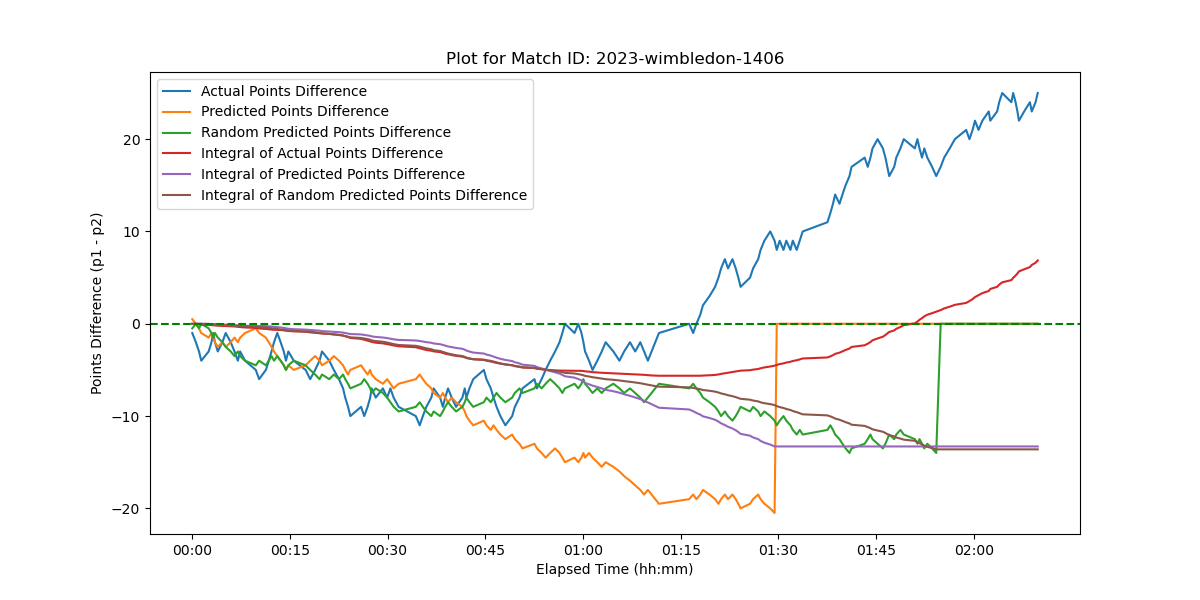 Plot for Match ID: 2023-wimbledon-1406
Actual Points Difference
Predicted Points Difference
Random Predicted Points Difference
Integral of Actual Points Difference
Integral of Predicted Points Difference
Integral of Random Predicted Points Difference
Points Difference (p1 - p2)
20
10
0
−10
−20
00:00 00:15 00:30 00:45 01:00 01:15 01:30 01:45 02:00
Elapsed Time (hh:mm)